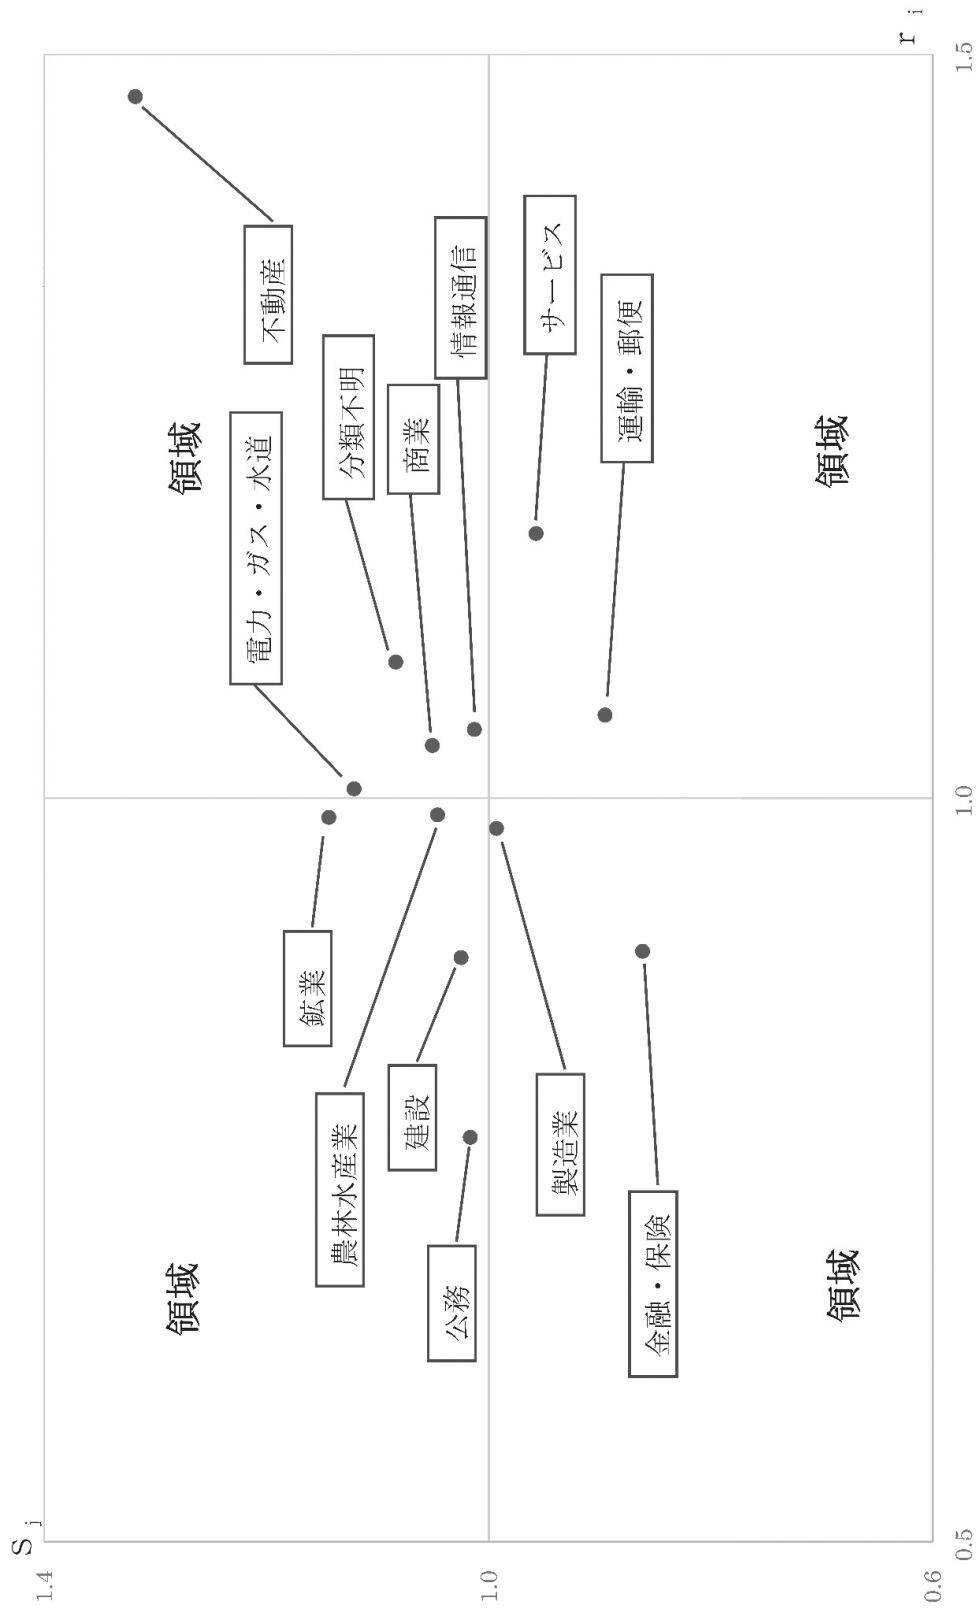 S j
1.4
1.0
0.6
領域
領域
鉱業
電力・ガス・水道
不動産
農林水産業
分類不明
建設
商業
公務
情報通信
製造業
サービス
金融・保険
運輸・郵便
領域
領域
0.5
1.0
1.5
r i